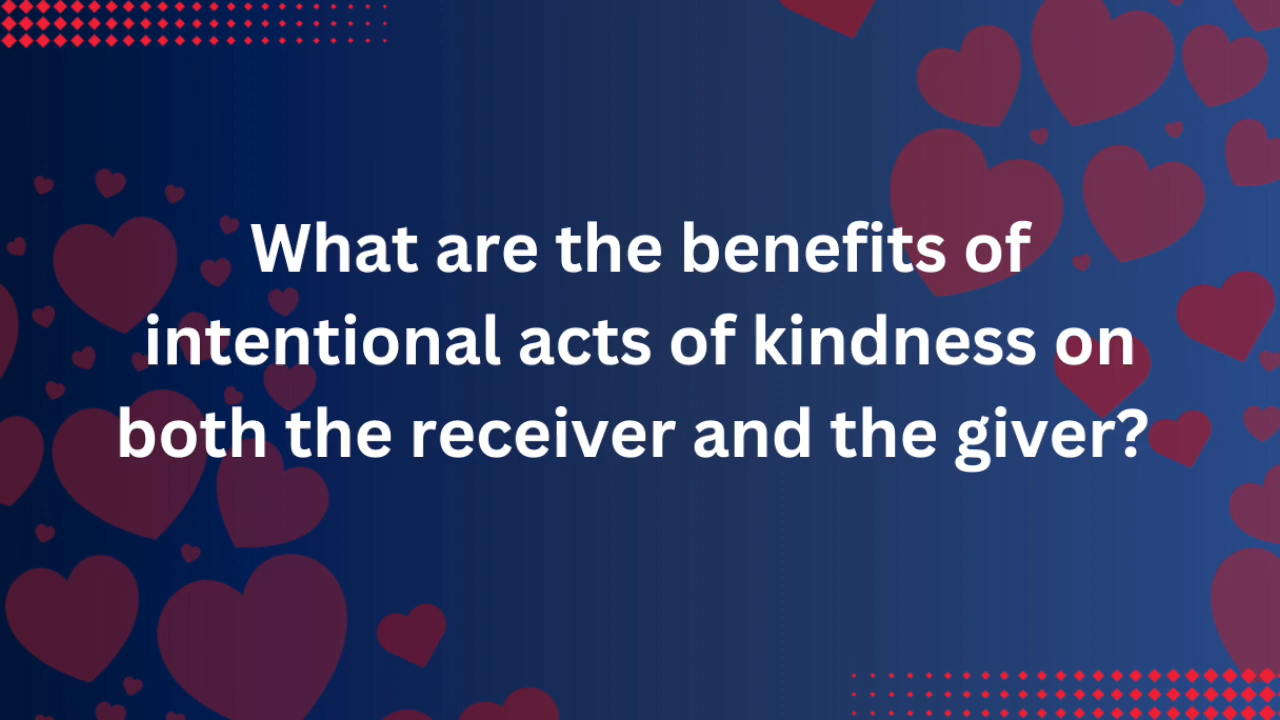 What are the benefits of
intentional acts of kindness on
both the receiver and the giver?